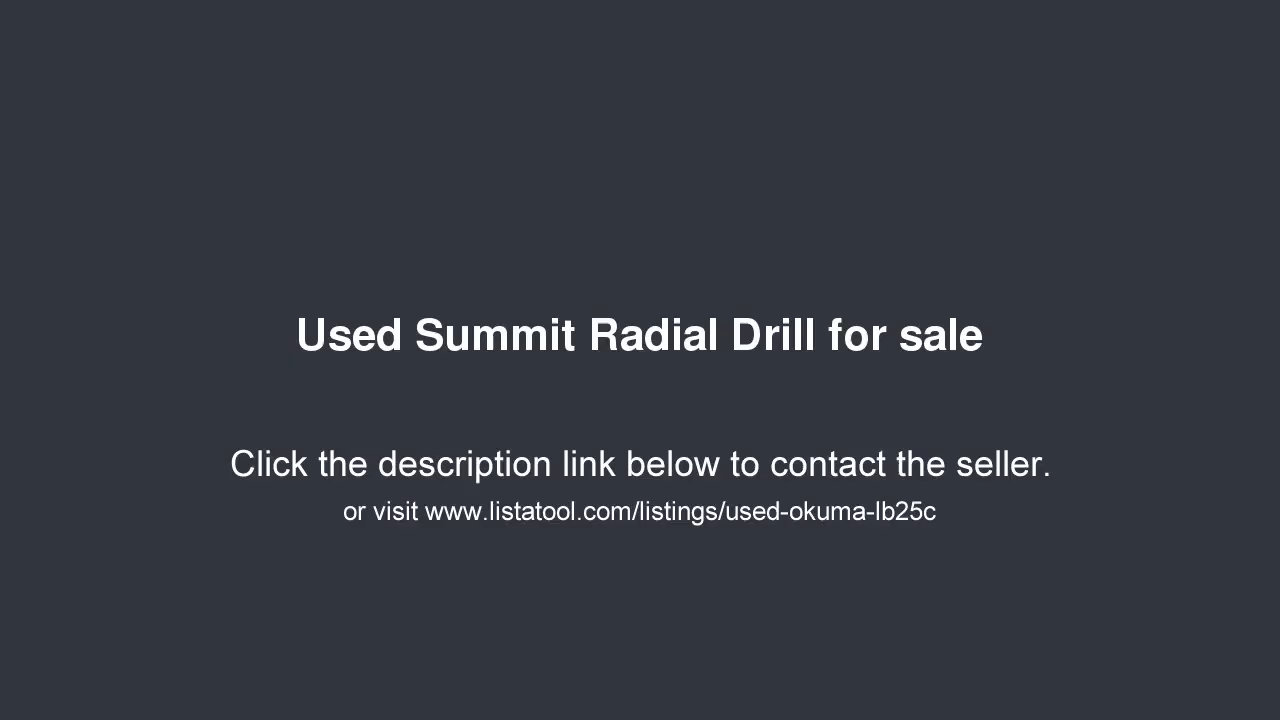 Used Summit Radial Drill for sale
Click the description link below to contact the seller.
or visit www.listatool.com/listings/used-okuma-lb25c